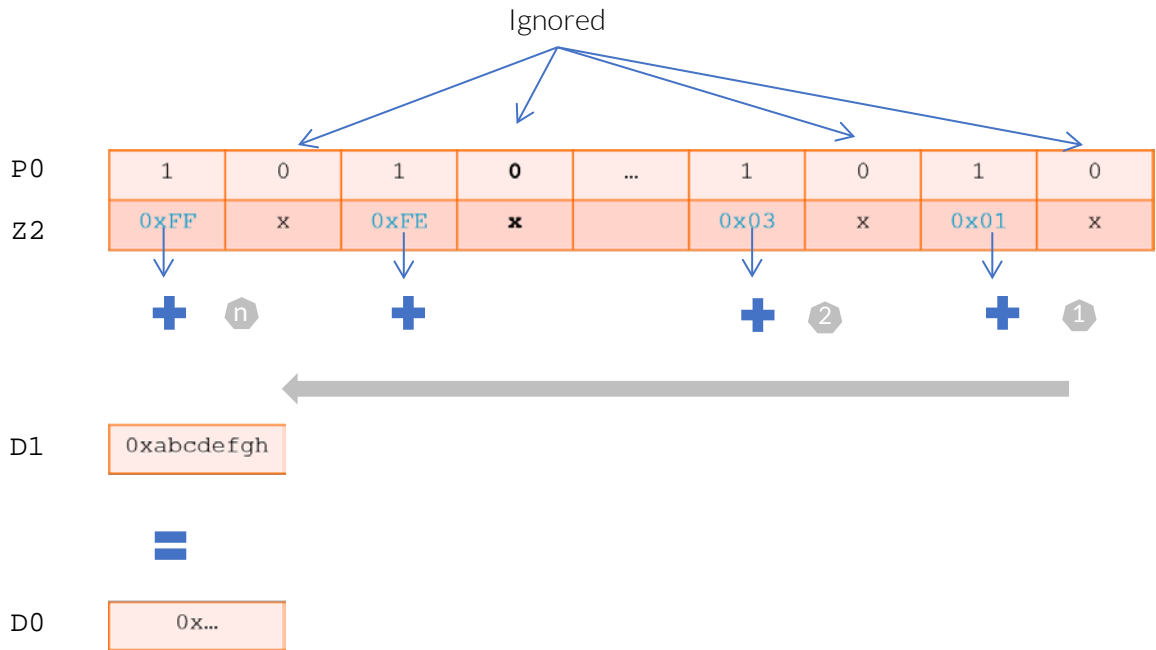 Ignored
P0 1 0 1 0 ... 1 0 1 0
Z2 0xFF x 0xFE x 0x03 x 0x01 x
n 2 1
D1 0xabcdefgh
D0 0x...